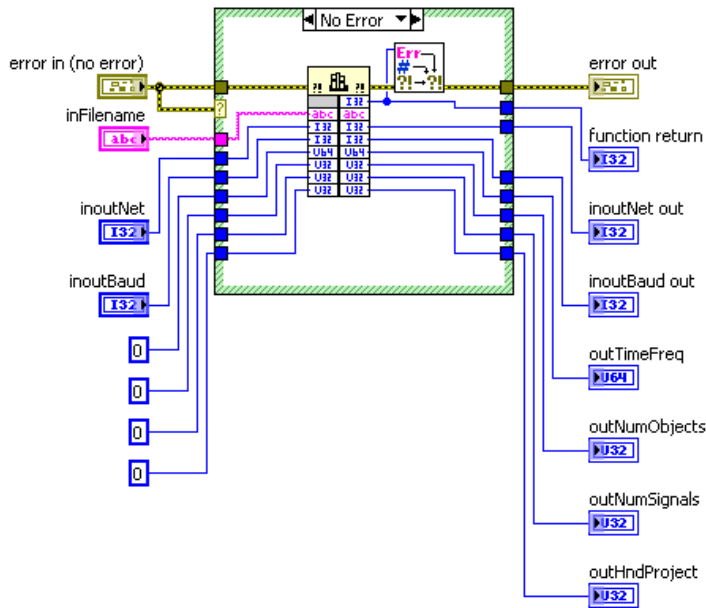 No Error
error in (no error)
Err
#
?!→?!
error out
?! ?!
?
I32
inFilename
abc
abc abc
I32 I32
I32 I32
U64 U64
U32 U32
U32 U32
U32 U32
function return
I32
inoutNet
I32
inoutNet out
I32
inoutBaud
I32
inoutBaud out
I32
0
outTimeFreq
U64
0
0
outNumObjects
U32
0
outNumSignals
U32
outHndProject
U32